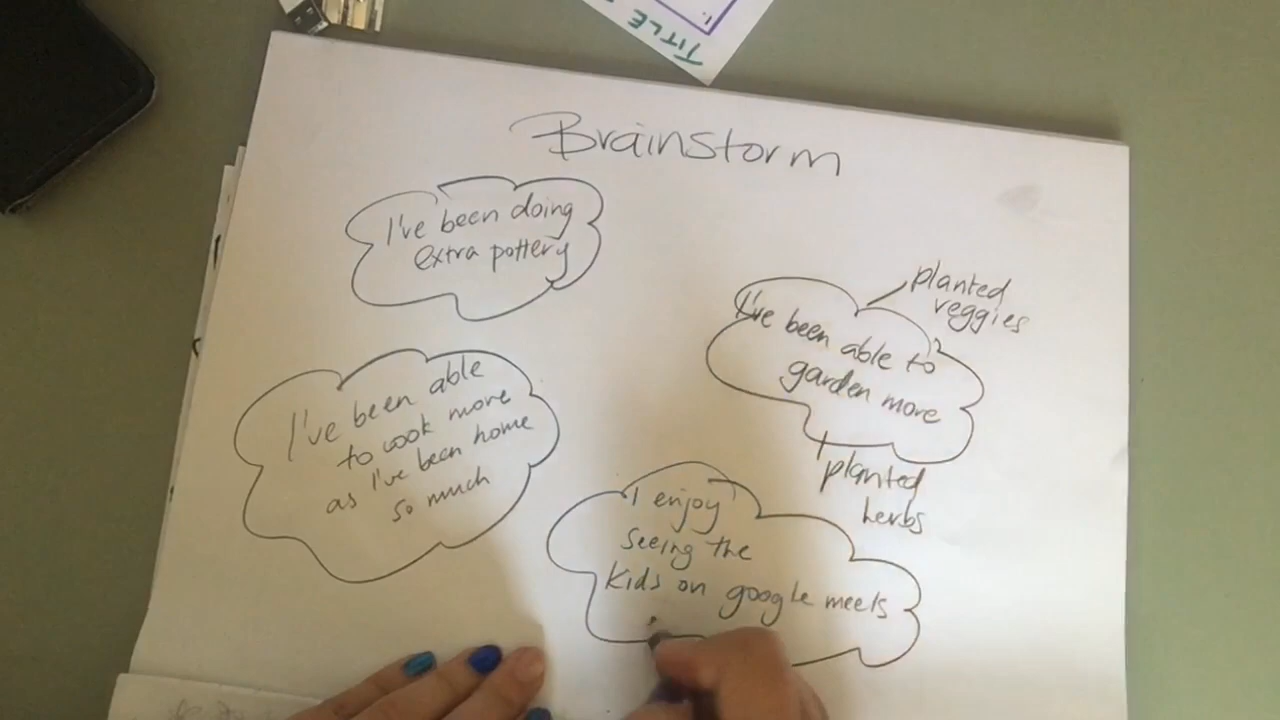 TITLE
Brainstorm
I've been doing
extra pottery
I've been able to
garden more
planted
veggies
planted
herbs
I've been able
to cook more
as I've been home
so much
I enjoy
seeing the
kids on google meets